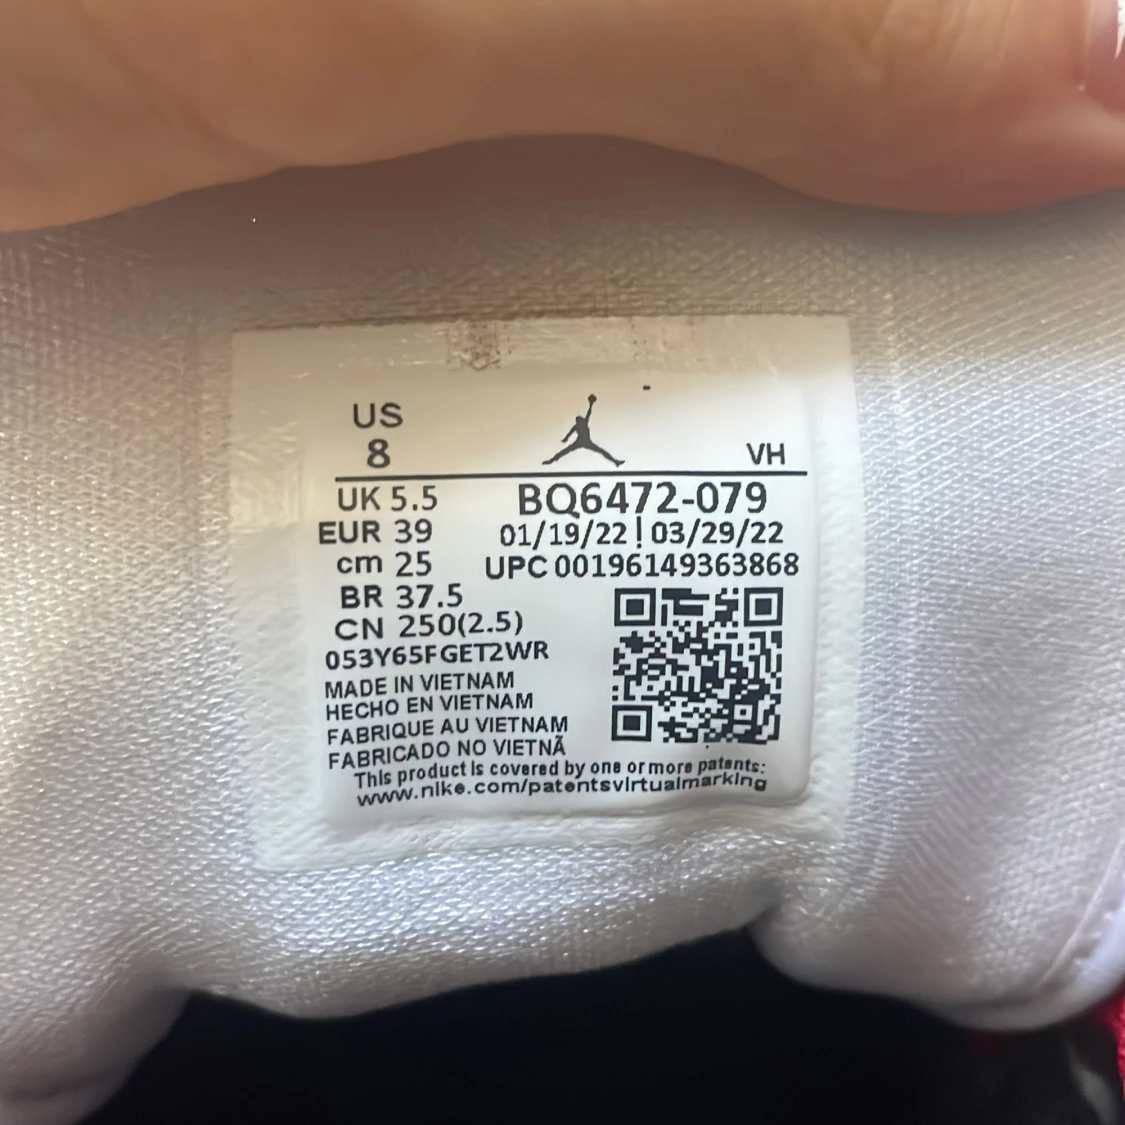 US
8
VH
UK 5.5
BQ6472-079
EUR 39
01/19/22 | 03/29/22
cm 25
UPC 00196149363868
BR 37.5
CN 250(2.5)
053Y65FGET2WR
MADE IN VIETNAM
HECHO EN VIETNAM
FABRIQUE AU VIETNAM
FABRICADO NO VIETNÃ
This product is covered by one or more patents:
www.nike.com/patentsvirtualmarking